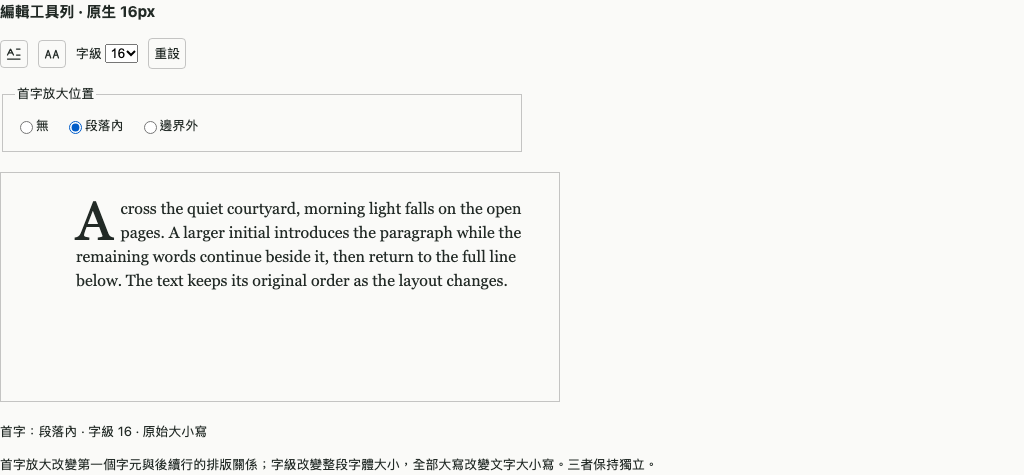 編輯工具列 · 原生 16px
A AA 字級 16 重設
首字放大位置
無 段落內 邊界外
Across the quiet courtyard, morning light falls on the open
pages. A larger initial introduces the paragraph while the
remaining words continue beside it, then return to the full line
below. The text keeps its original order as the layout changes.
首字：段落內 · 字級 16 · 原始大小寫
首字放大改變第一個字元與後續行的排版關係；字級改變整段字體大小，全部大寫改變文字大小寫。三者保持獨立。